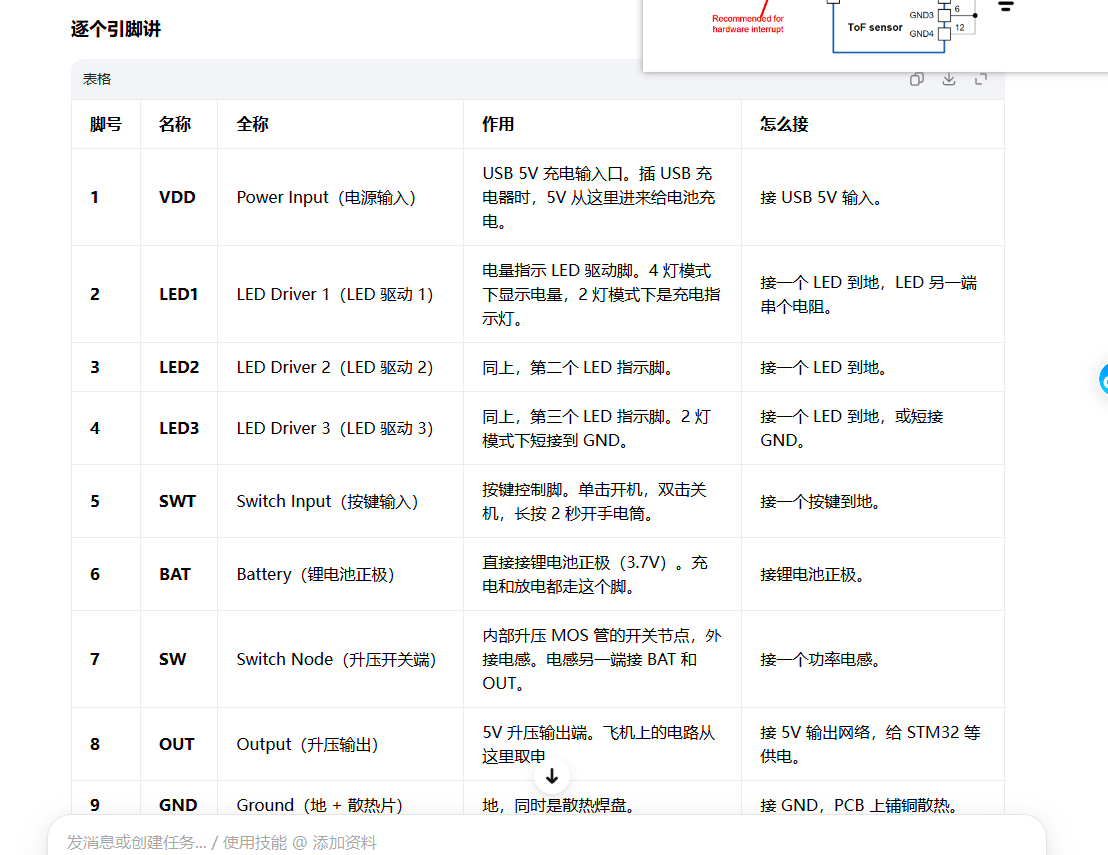 逐个引脚讲
Recommended for
hardware interrupt
ToF sensor
GND3
6
GND4
12
表格
脚号 名称 全称 作用 怎么接
1 VDD Power Input（电源输入） USB 5V 充电输入口。插 USB 充
电器时，5V 从这里进来给电池充
电。
接 USB 5V 输入。
2 LED1 LED Driver 1（LED 驱动 1） 电量指示 LED 驱动脚。4 灯模式
下显示电量，2 灯模式下是充电指
示灯。
接一个 LED 到地，LED 另一端
串个电阻。
3 LED2 LED Driver 2（LED 驱动 2） 同上，第二个 LED 指示脚。 接一个 LED 到地。
4 LED3 LED Driver 3（LED 驱动 3） 同上，第三个 LED 指示脚。2 灯
模式下短接到 GND。
接一个 LED 到地，或短接
GND。
5 SWT Switch Input（按键输入） 按键控制脚。单击开机，双击关
机，长按 2 秒开手电筒。
接一个按键到地。
6 BAT Battery（锂电池正极） 直接接锂电池正极（3.7V）。充
电和放电都走这个脚。
接锂电池正极。
7 SW Switch Node（升压开关端） 内部升压 MOS 管的开关节点，外
接电感。电感另一端接 BAT 和
OUT。
接一个功率电感。
8 OUT Output（升压输出） 5V 升压输出端。飞机上的电路从
这里取电
接 5V 输出网络，给 STM32 等
供电。
9 GND Ground（地 + 散热片） 地，同时是散热焊盘。 接 GND，PCB 上铺铜散热。
发消息或创建任务... / 使用技能 @ 添加资料